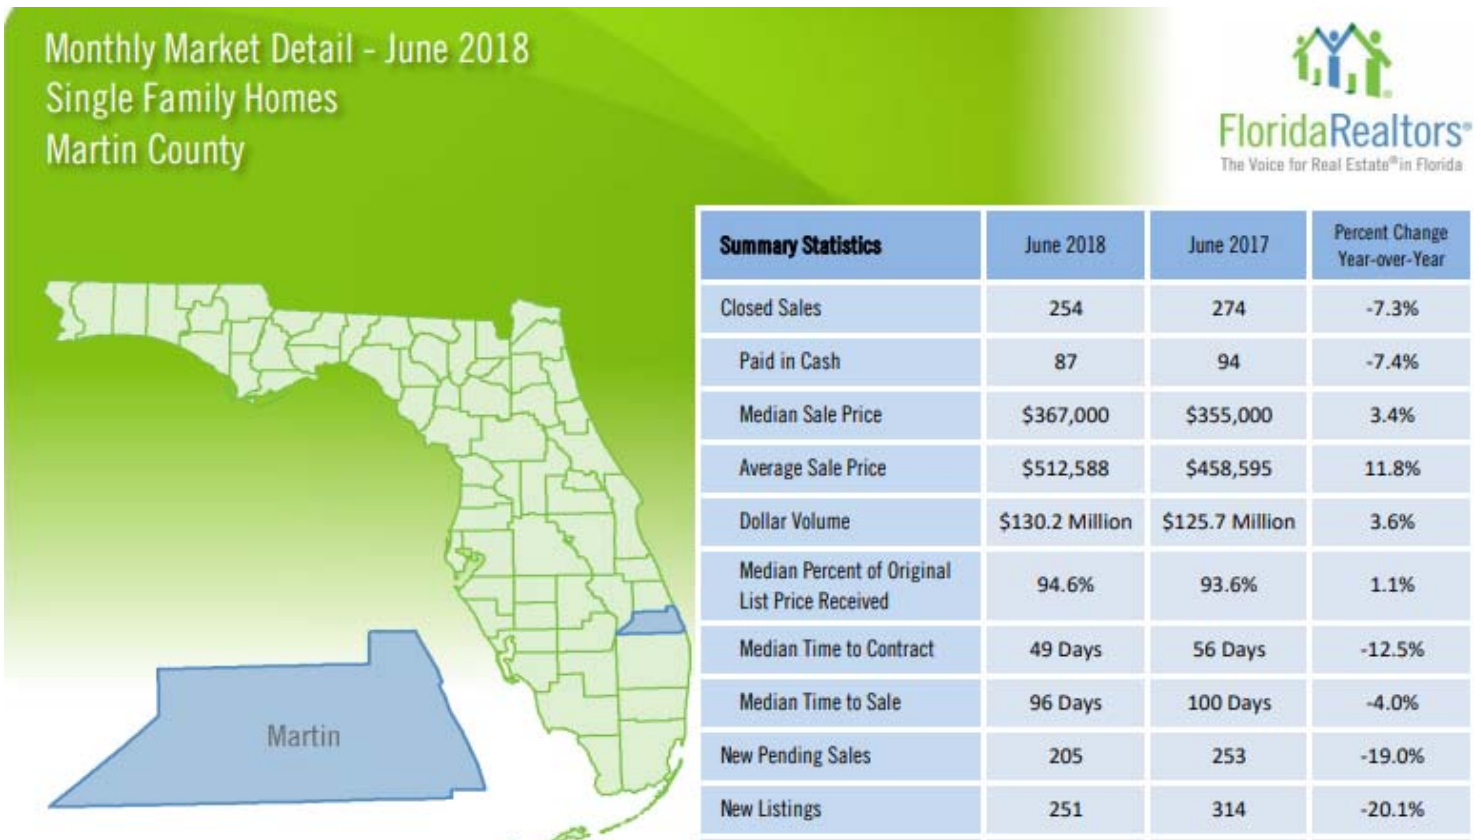 Monthly Market Detail - June 2018
Single Family Homes
Martin County
FloridaRealtors®
The Voice for Real Estate® in Florida
Summary Statistics June 2018 June 2017 Percent Change
Year-over-Year
Closed Sales 254 274 -7.3%
Paid in Cash 87 94 -7.4%
Median Sale Price $367,000 $355,000 3.4%
Average Sale Price $512,588 $458,595 11.8%
Dollar Volume $130.2 Million $125.7 Million 3.6%
Median Percent of Original
List Price Received 94.6% 93.6% 1.1%
Median Time to Contract 49 Days 56 Days -12.5%
Median Time to Sale 96 Days 100 Days -4.0%
New Pending Sales 205 253 -19.0%
New Listings 251 314 -20.1%
Martin